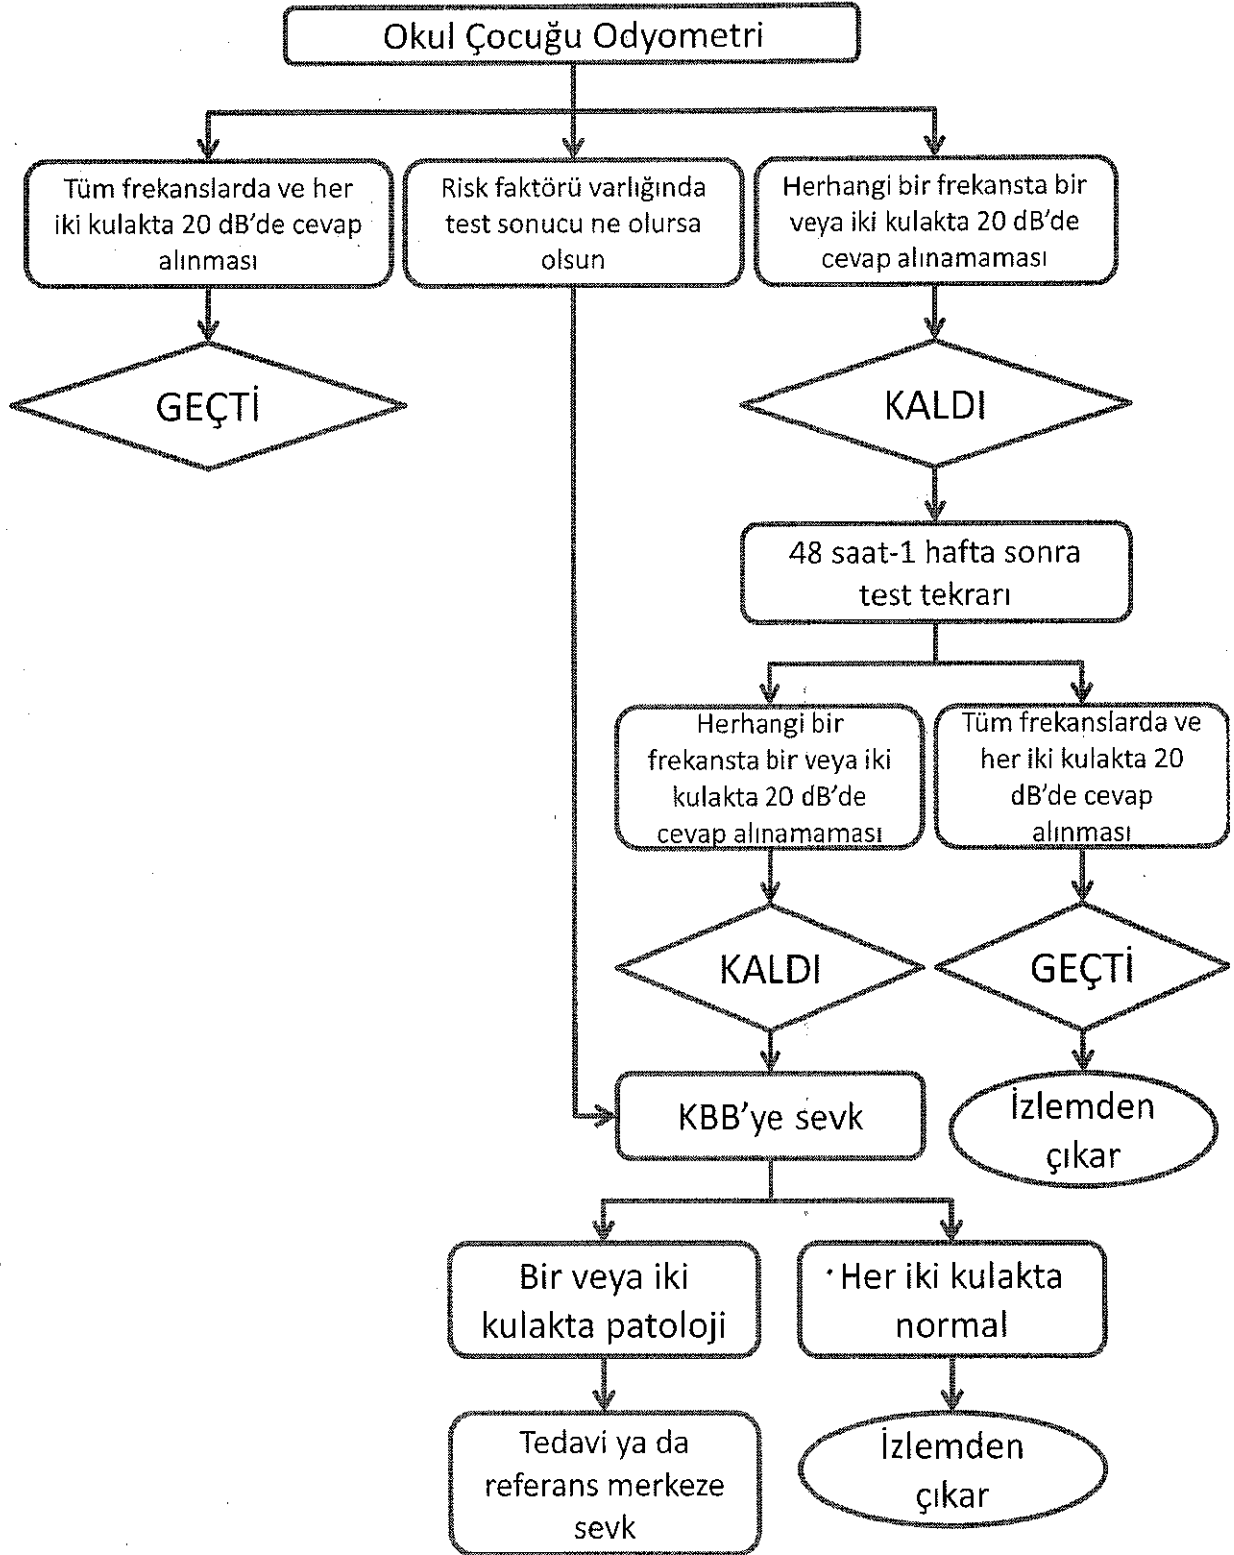 Okul Çocuğu Odyometri
Tüm frekanslarda ve her
iki kulakta 20 dB'de cevap
alınması
Risk faktörü varlığında
test sonucu ne olursa
olsun
Herhangi bir frekansta bir
veya iki kulakta 20 dB'de
cevap alınamaması
GEÇTİ
KALDI
48 saat-1 hafta sonra
test tekrarı
Herhangi bir
frekansta bir veya iki
kulakta 20 dB'de
cevap alınamaması
Tüm frekanslarda ve
her iki kulakta 20
dB'de cevap
alınması
KALDI
GEÇTİ
KBB'ye sevk
İzlemden
çıkar
Bir veya iki
kulakta patoloji
Her iki kulakta
normal
Tedavi ya da
referans merkeze
sevk
İzlemden
çıkar